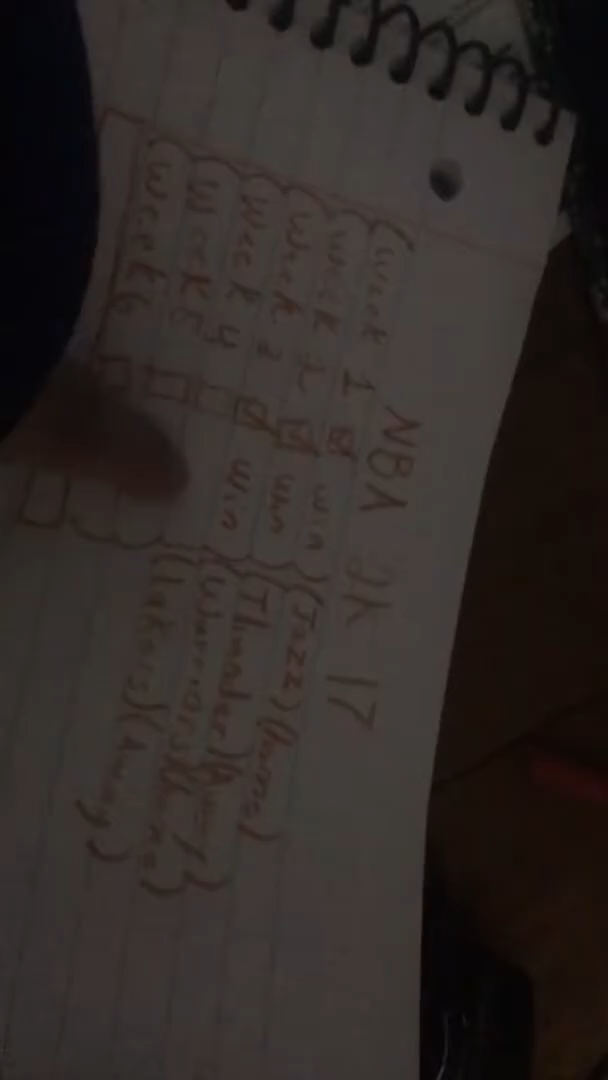 NBA 2k 17
(Week 1 win) (Jazz) (home)
(Week 2 win) (Thunder) (Away)
(Week 3 win) (Warriors) (home)
(Week 4 (Lakers) (Away)
(Week 5
(Week 6